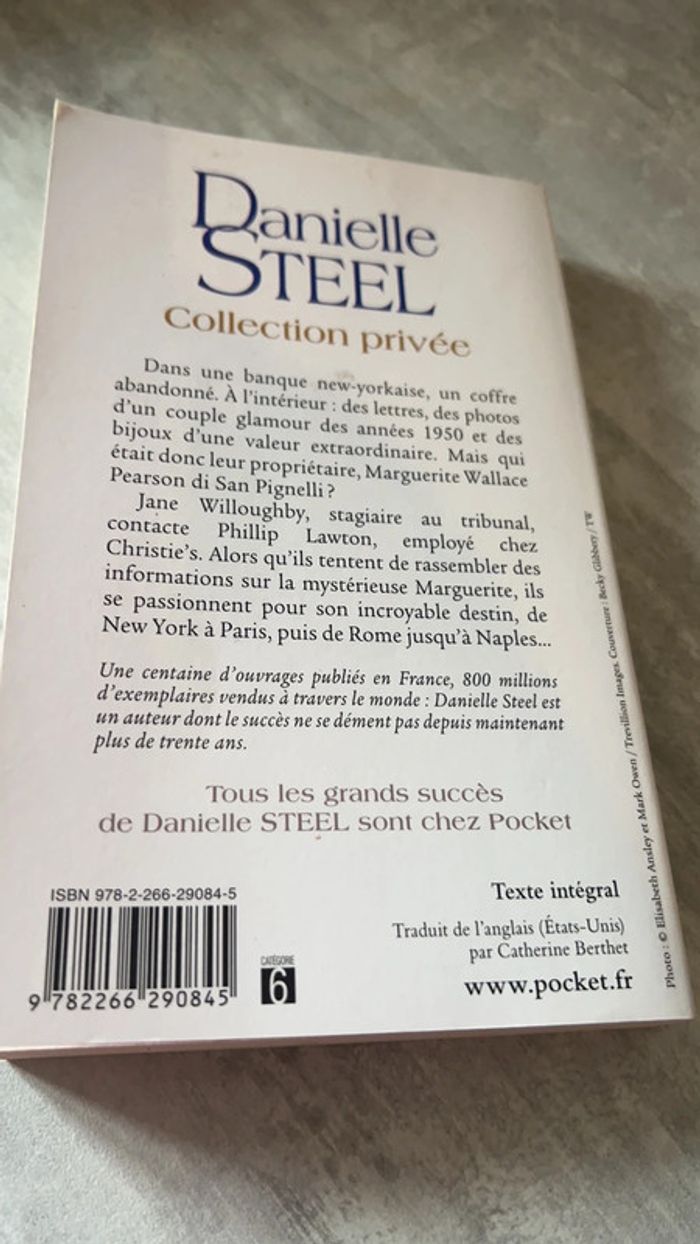 Danielle
STEEL
Collection privée
Dans une banque new-yorkaise, un coffre
abandonné. À l'intérieur : des lettres, des photos
d'un couple glamour des années 1950 et des
bijoux d'une valeur extraordinaire. Mais qui
était donc leur propriétaire, Marguerite Wallace
Pearson di San Pignelli ?
Jane Willoughby, stagiaire au tribunal,
contacte Phillip Lawton, employé chez
Christie's. Alors qu'ils tentent de rassembler des
informations sur la mystérieuse Marguerite, ils
se passionnent pour son incroyable destin, de
New York à Paris, puis de Rome jusqu'à Naples...
Une centaine d'ouvrages publiés en France, 800 millions
d'exemplaires vendus à travers le monde : Danielle Steel est
un auteur dont le succès ne se dément pas depuis maintenant
plus de trente ans.
Tous les grands succès
de Danielle STEEL sont chez Pocket
ISBN 978-2-266-29084-5
9 782266 290845
CATÉGORIE
6
Texte intégral
Traduit de l'anglais (États-Unis)
par Catherine Berthet
www.pocket.fr
Photo : © Elisabeth Ansley et Mark Owen / Trevillion Images. Couverture : Becky Glibbery / TW